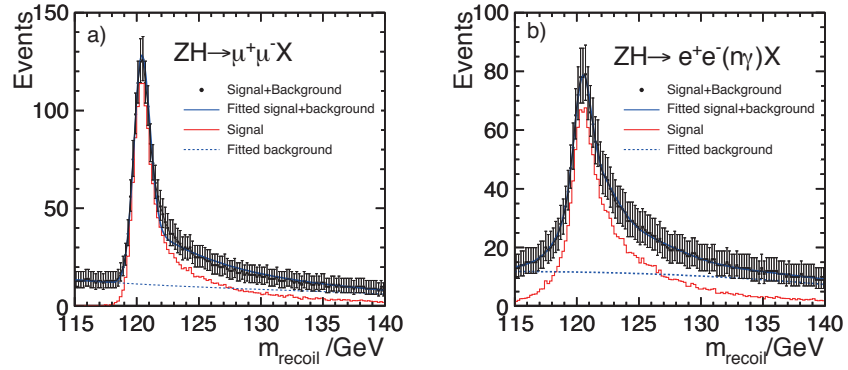 Events
150
100
50
0
a)
ZH→μ⁺μ⁻X
Signal+Background
Fitted signal+background
Signal
Fitted background
115 120 125 130 135 140
m_recoil/GeV
Events
100
80
60
40
20
0
b)
ZH→ e⁺e⁻(nγ)X
Signal+Background
Fitted signal+background
Signal
Fitted background
115 120 125 130 135 140
m_recoil/GeV